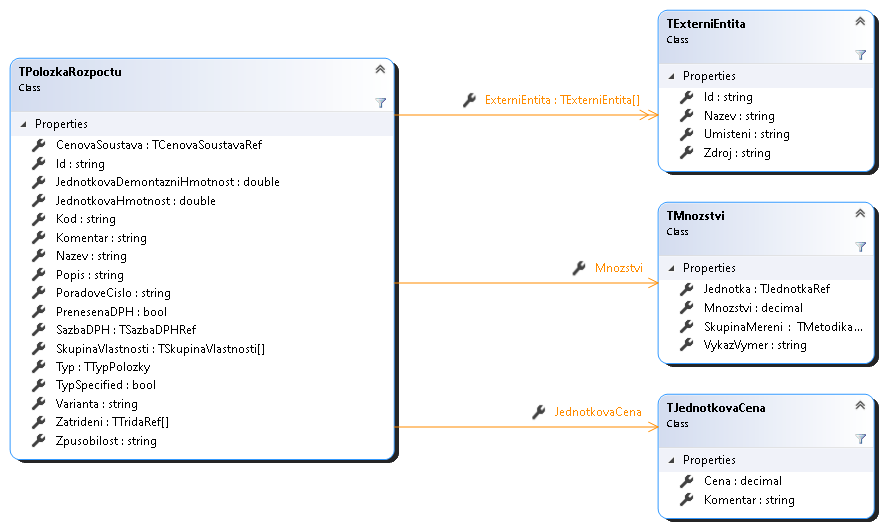 TPolozkaRozpoctu
Class
Properties
CenovaSoustava : TCenovaSoustavaRef
Id : string
JednotkovaDemontazniHmotnost : double
JednotkovaHmotnost : double
Kod : string
Komentar : string
Nazev : string
Popis : string
PoradoveCislo : string
PrenesenaDPH : bool
SazbaDPH : TSazbaDPHRef
SkupinaVlastnosti : TSkupinaVlastnosti[]
Typ : TTypPolozky
TypSpecified : bool
Varianta : string
Zatrideni : TTridaRef[]
Zpusobilost : string
ExterniEntita : TExterniEntita[]
Mnozstvi
JednotkovaCena
TExterniEntita
Class
Properties
Id : string
Nazev : string
Umisteni : string
Zdroj : string
TMnozstvi
Class
Properties
Jednotka : TJednotkaRef
Mnozstvi : decimal
SkupinaMereni : TMetodika...
VykazVymer : string
TJednotkovaCena
Class
Properties
Cena : decimal
Komentar : string